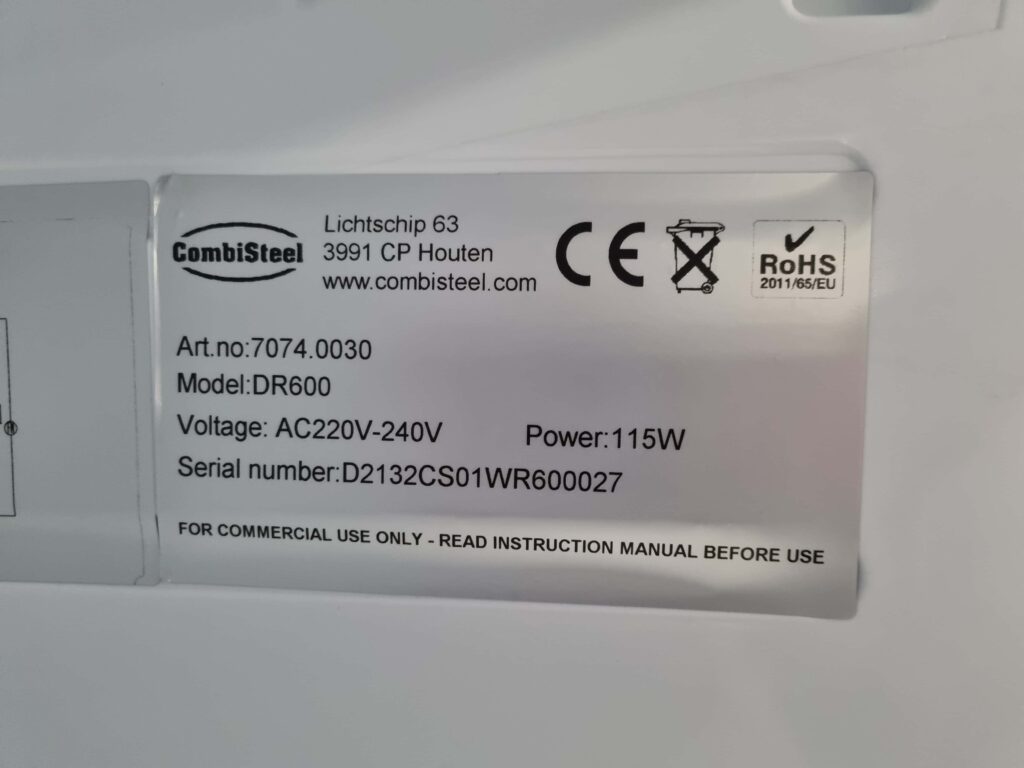 CombiSteel
Lichtschip 63
3991 CP Houten
www.combisteel.com
CE
RoHS
2011/65/EU
Art.no:7074.0030
Model:DR600
Voltage: AC220V-240V Power:115W
Serial number:D2132CS01WR600027
FOR COMMERCIAL USE ONLY - READ INSTRUCTION MANUAL BEFORE USE